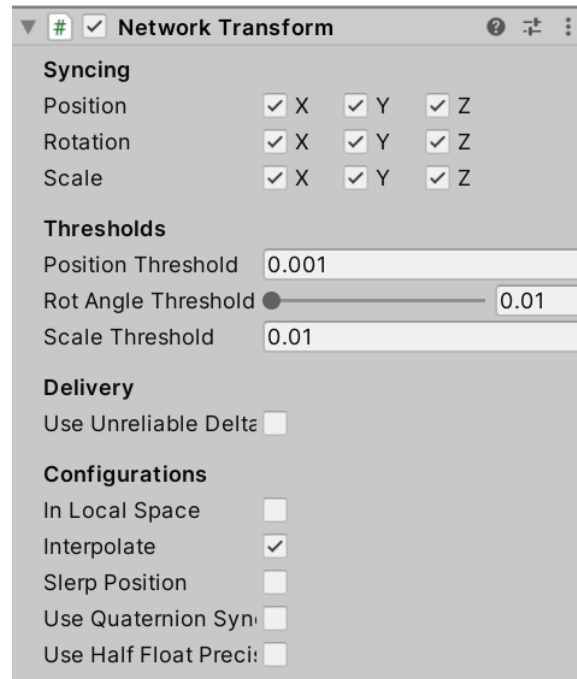 # Network Transform
Syncing
Position X Y Z
Rotation X Y Z
Scale X Y Z
Thresholds
Position Threshold 0.001
Rot Angle Threshold 0.01
Scale Threshold 0.01
Delivery
Use Unreliable Delta
Configurations
In Local Space
Interpolate
Slerp Position
Use Quaternion Syn
Use Half Float Preci